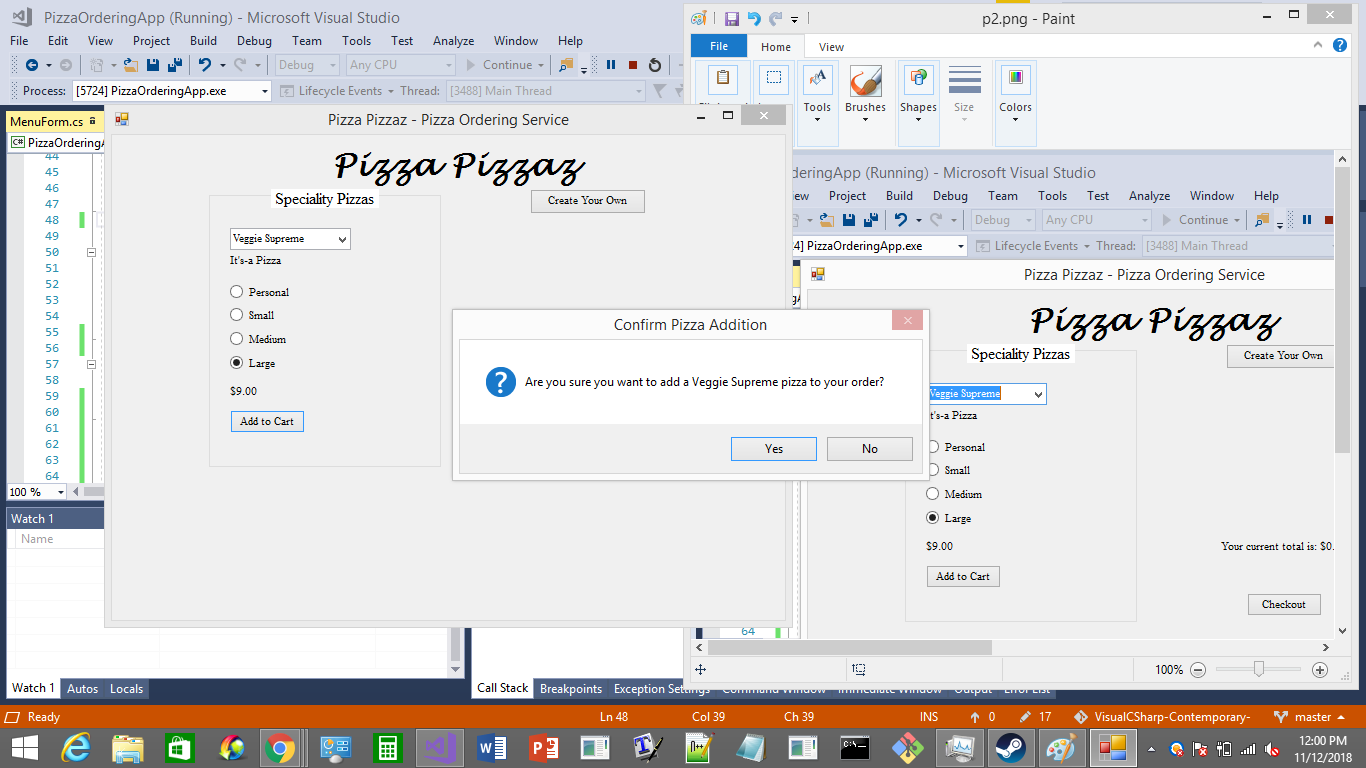 PizzaOrderingApp (Running) - Microsoft Visual Studio
File Edit View Project Build Debug Team Tools Test Analyze Window Help
Debug Any CPU Continue
Process: [5724] PizzaOrderingApp.exe Lifecycle Events Thread: [3488] Main Thread
MenuForm.cs
C# PizzaOrderingA
44
45
46
47
48
49
50
51
52
53
54
55
56
57
58
59
60
61
62
63
64
100 %
Watch 1
Name
Watch 1 Autos Locals
Pizza Pizzaz - Pizza Ordering Service
Pizza Pizzaz
Speciality Pizzas
Create Your Own
Veggie Supreme
It's-a Pizza
Personal
Small
Medium
Large
$9.00
Add to Cart
Confirm Pizza Addition
Are you sure you want to add a Veggie Supreme pizza to your order?
Yes No
p2.png - Paint
File Home View
Tools Brushes Shapes Size Colors
deringApp (Running) - Microsoft Visual Studio
ew Project Build Debug Team Tools Test Analyze Window Help
Debug Any CPU Continue
4] PizzaOrderingApp.exe Lifecycle Events Thread: [3488] Main Thread
Pizza Pizzaz - Pizza Ordering Service
Pizza Pizzaz
Speciality Pizzas
Create Your Own
Veggie Supreme
t's-a Pizza
Personal
Small
Medium
Large
$9.00
Your current total is: $0.
Add to Cart
Checkout
64
100%
Call Stack Breakpoints Exception Settings Command Window Immediate Window Output Error List
Ready Ln 48 Col 39 Ch 39 INS 0 17 VisualCSharp-Contemporary- master
12:00 PM
11/12/2018